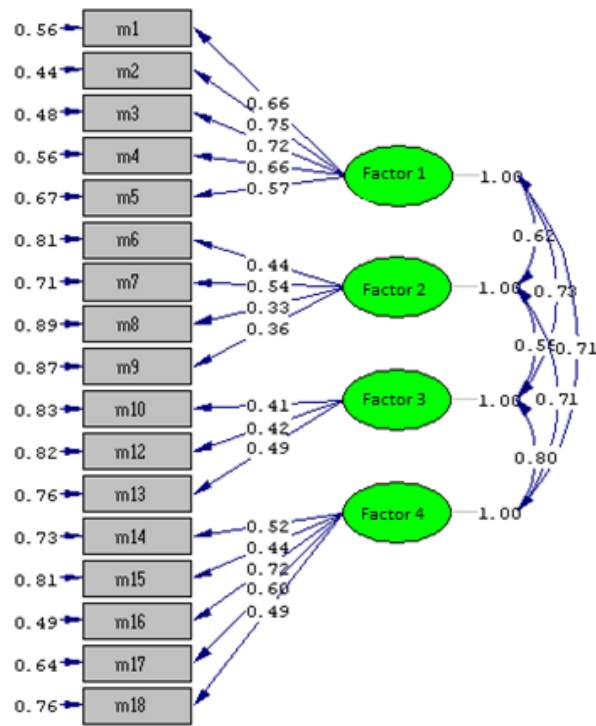 0.56 m1
0.44 m2
0.48 m3
0.56 m4
0.67 m5
0.81 m6
0.71 m7
0.89 m8
0.87 m9
0.83 m10
0.82 m12
0.76 m13
0.73 m14
0.81 m15
0.49 m16
0.64 m17
0.76 m18
0.66
0.75
0.72
0.66
0.57
0.44
0.54
0.33
0.36
0.41
0.42
0.49
0.52
0.44
0.72
0.60
0.49
Factor 1 1.00
Factor 2 1.00
Factor 3 1.00
Factor 4 1.00
0.62
0.73
0.71
0.71
0.80